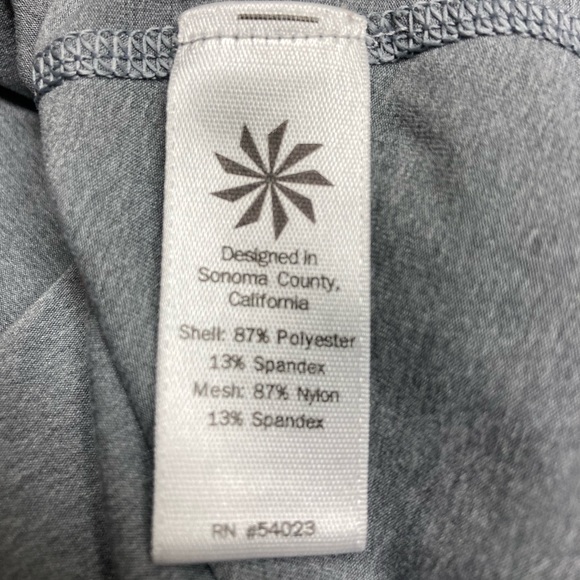 Designed in
Sonoma County,
California
Shell: 87% Polyester
13% Spandex
Mesh: 87% Nylon
13% Spandex
RN #54023